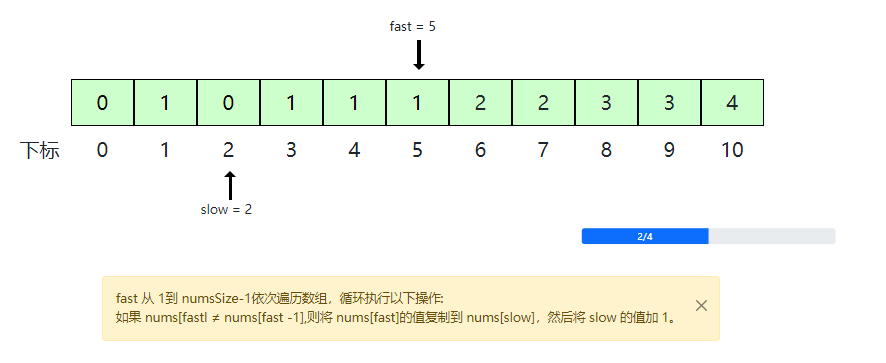 fast = 5
0 1 0 1 1 1 2 2 3 3 4
下标 0 1 2 3 4 5 6 7 8 9 10
slow = 2
2/4
fast 从 1到 numsSize-1依次遍历数组，循环执行以下操作:
如果 nums[fastl ≠ nums[fast -1],则将 nums[fast]的值复制到 nums[slow]，然后将 slow 的值加 1。